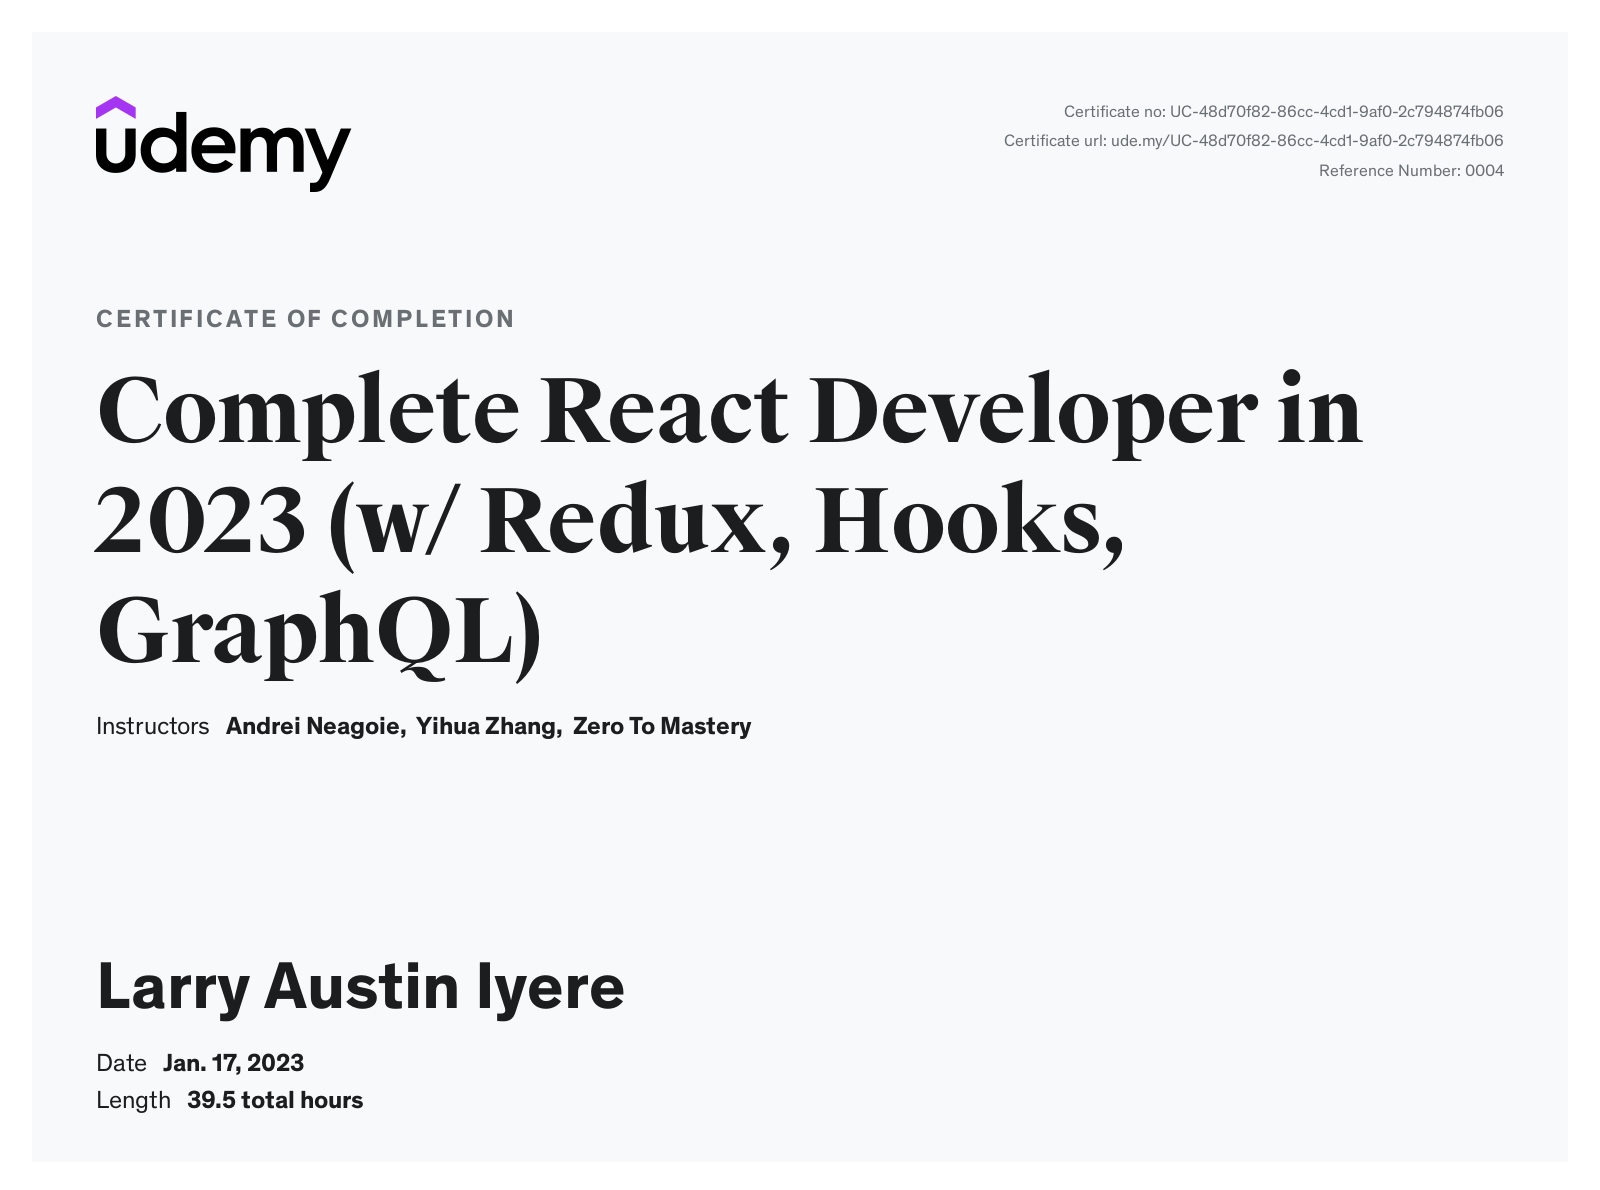 udemy
Certificate no: UC-48d70f82-86cc-4cd1-9af0-2c794874fb06
Certificate url: ude.my/UC-48d70f82-86cc-4cd1-9af0-2c794874fb06
Reference Number: 0004
CERTIFICATE OF COMPLETION
Complete React Developer in
2023 (w/ Redux, Hooks,
GraphQL)
Instructors Andrei Neagoie, Yihua Zhang, Zero To Mastery
Larry Austin Iyere
Date Jan. 17, 2023
Length 39.5 total hours